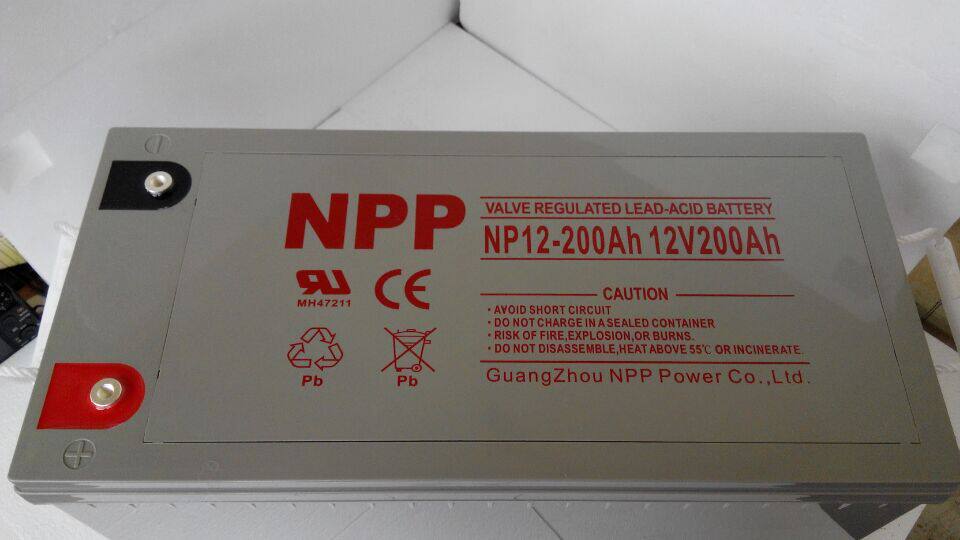 NPP
VALVE REGULATED LEAD-ACID BATTERY
NP12-200Ah 12V200Ah
MH47211
CE
CAUTION
· AVOID SHORT CIRCUIT
· DO NOT CHARGE IN A SEALED CONTAINER
· RISK OF FIRE,EXPLOSION,OR BURNS.
· DO NOT DISASSEMBLE,HEAT ABOVE 55℃ OR INCINERATE.
Pb
Pb
GuangZhou NPP Power Co.,Ltd.